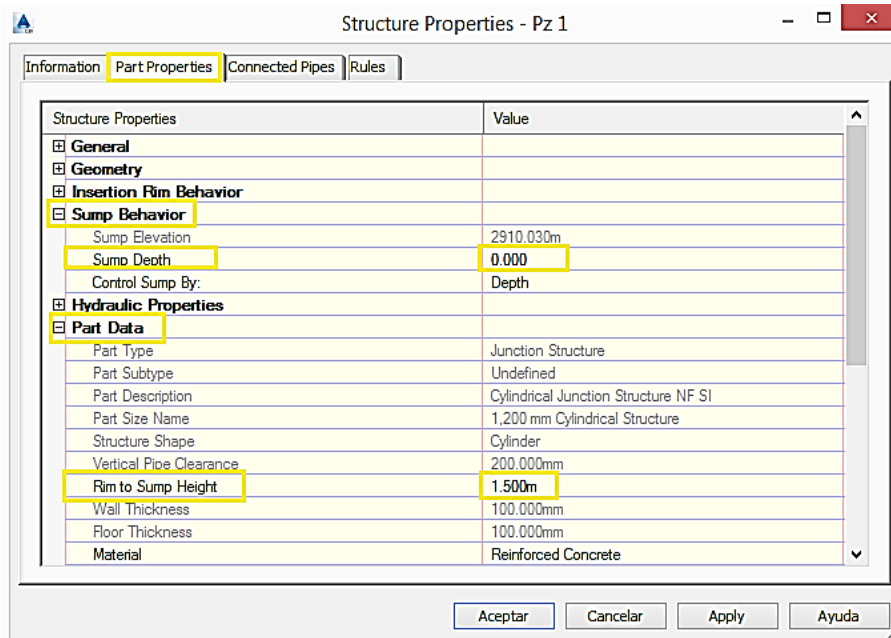 Structure Properties - Pz 1
Information Part Properties Connected Pipes Rules
Structure Properties Value
General
Geometry
Insertion Rim Behavior
Sump Behavior
Sump Elevation 2910.030m
Sump Depth 0.000
Control Sump By: Depth
Hydraulic Properties
Part Data
Part Type Junction Structure
Part Subtype Undefined
Part Description Cylindrical Junction Structure NF SI
Part Size Name 1,200 mm Cylindrical Structure
Structure Shape Cylinder
Vertical Pipe Clearance 200.000mm
Rim to Sump Height 1.500m
Wall Thickness 100.000mm
Floor Thickness 100.000mm
Material Reinforced Concrete
Aceptar Cancelar Apply Ayuda